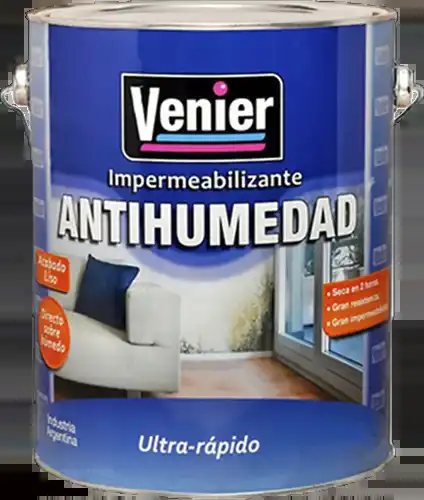 Venier
Impermeabilizante
ANTIHUMEDAD
Acabado
Liso
Directo
sobre
húmedo
• Seca en 2 horas.
• Gran resistencia.
• Gran impermeabilidad
Industria
Argentina
Ultra-rápido